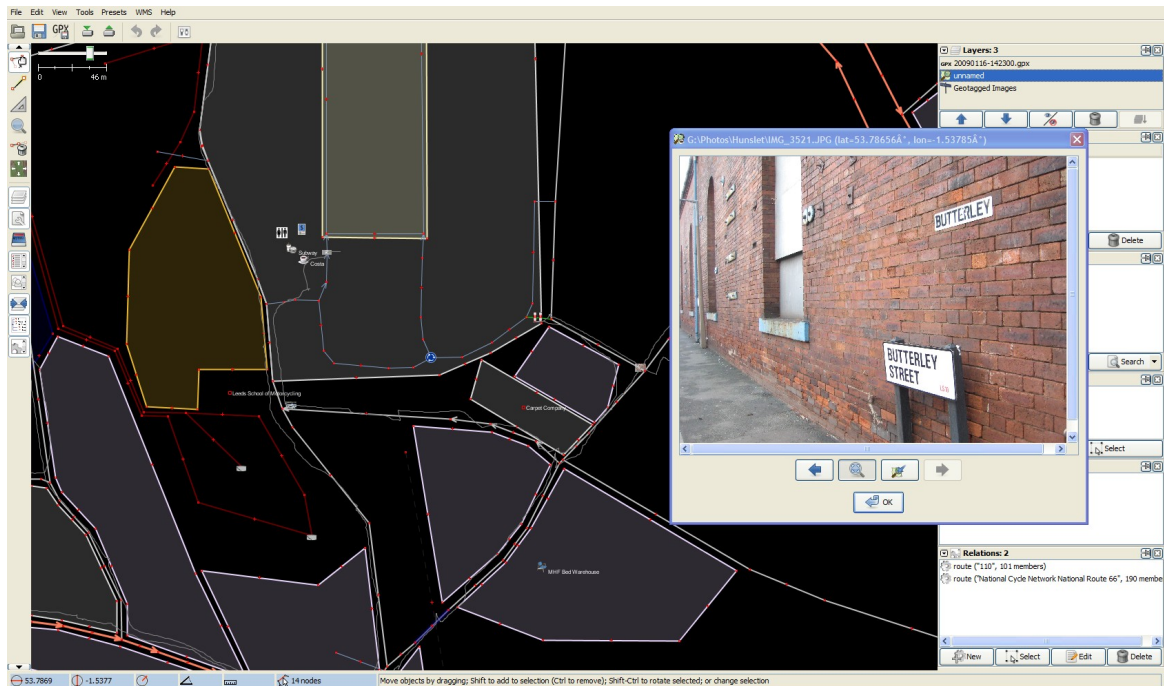 File Edit View Tools Presets WMS Help
GPX
0 46 m
Subway
Costa
Leeds School of Motorcycling
Carpet Company
MHF Bed Warehouse
Layers: 3
GPX 20090116-142300.gpx
unnamed
Geotagged Images
G:\Photos\Hunslet\IMG_3521.JPG (lat=53.78656Â°, lon=-1.53785Â°)
BUTTERLEY
BUTTERLEY
STREET
OK
Delete
Search
Select
Relations: 2
route ("110", 101 members)
route ("National Cycle Network National Route 66", 190 membe
New Select Edit Delete
53.7869 -1.5377 14 nodes Move objects by dragging; Shift to add to selection (Ctrl to remove); Shift-Ctrl to rotate selected; or change selection